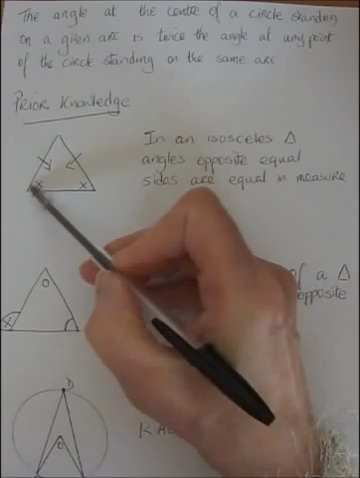 The angle at the centre of a circle standing
on a given arc is twice the angle at any point
of the circle standing on the same arc
Prior Knowledge
In an isosceles Δ
angles opposite equal
sides are equal in measure
x x
of a Δ
opposite
x
D